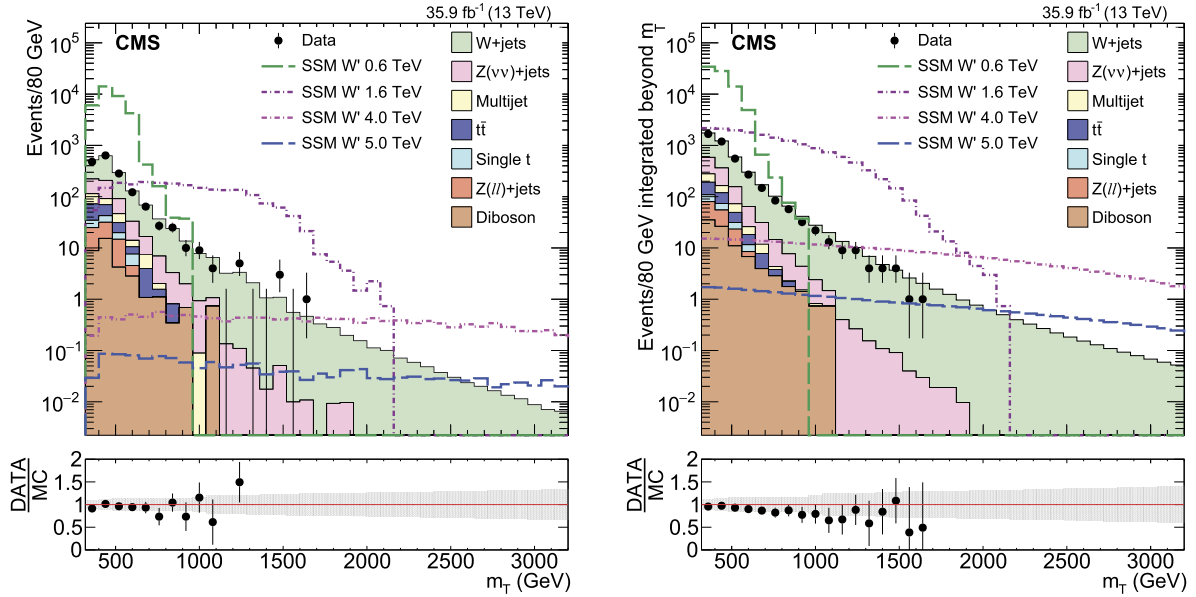 35.9 fb⁻¹ (13 TeV)
Events/80 GeV
10⁵
10⁴
10³
10²
10
1
10⁻¹
10⁻²
CMS
Data
SSM W' 0.6 TeV
SSM W' 1.6 TeV
SSM W' 4.0 TeV
SSM W' 5.0 TeV
W+jets
Z(νν)+jets
Multijet
tt̄
Single t
Z(ll)+jets
Diboson
DATA
MC
2
1.5
1
0.5
0
500 1000 1500 2000 2500 3000
m_T (GeV)
35.9 fb⁻¹ (13 TeV)
Events/80 GeV integrated beyond m_T
10⁵
10⁴
10³
10²
10
1
10⁻¹
10⁻²
CMS
Data
SSM W' 0.6 TeV
SSM W' 1.6 TeV
SSM W' 4.0 TeV
SSM W' 5.0 TeV
W+jets
Z(νν)+jets
Multijet
tt̄
Single t
Z(ll)+jets
Diboson
DATA
MC
2
1.5
1
0.5
0
500 1000 1500 2000 2500 3000
m_T (GeV)